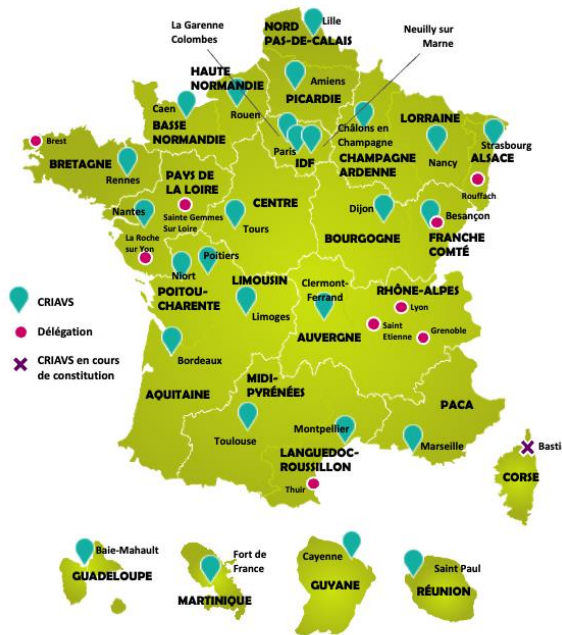 La Garenne
Colombes
NORD
PAS-DE-CALAIS
Lille
Neuilly sur
Marne
HAUTE
NORMANDIE
Amiens
PICARDIE
Caen
Rouen
BASSE
NORMANDIE
Paris
IDF
Châlons en
Champagne
CHAMPAGNE
ARDENNE
LORRAINE
Nancy
Strasbourg
ALSACE
Rouffach
Brest
BRETAGNE
Rennes
PAYS DE
LA LOIRE
Nantes
Sainte Gemmes
Sur Loire
La Roche
sur Yon
CENTRE
Tours
Dijon
BOURGOGNE
Besançon
FRANCHE
COMTÉ
Poitiers
Niort
POITOU-
CHARENTE
LIMOUSIN
Limoges
Clermont-
Ferrand
AUVERGNE
RHÔNE-ALPES
Lyon
Saint
Etienne
Grenoble
CRIAVS
Délégation
CRIAVS en cours
de constitution
Bordeaux
AQUITAINE
MIDI-
PYRÉNÉES
Toulouse
Montpellier
LANGUEDOC-
ROUSSILLON
Thuir
PACA
Marseille
Basti
CORSE
Baie-Mahault
GUADELOUPE
Fort de
France
MARTINIQUE
Cayenne
GUYANE
Saint Paul
RÉUNION